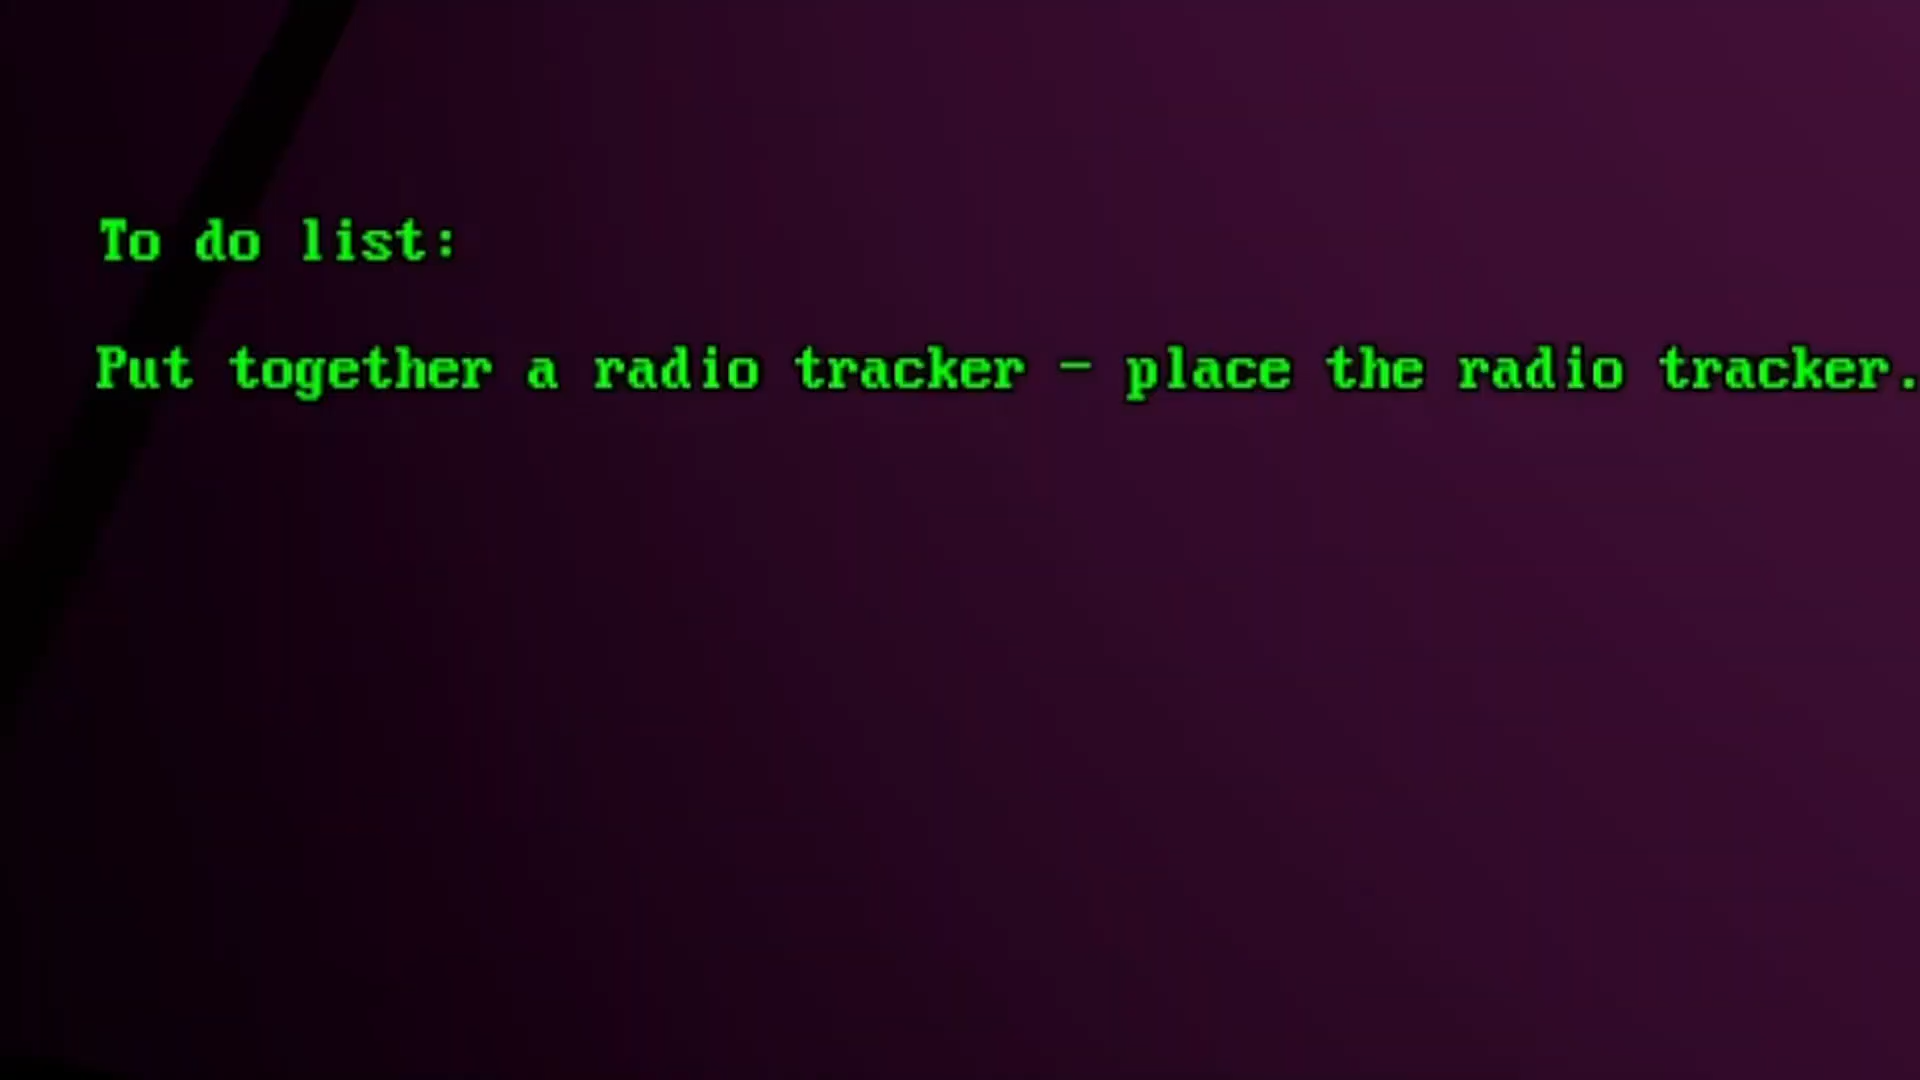 To do list:
Put together a radio tracker - place the radio tracker.